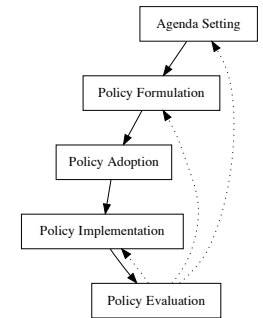 Agenda Setting
Policy Formulation
Policy Adoption
Policy Implementation
Policy Evaluation